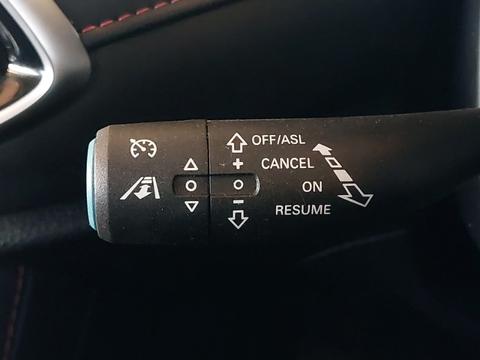 OFF/ASL
+ CANCEL
ON
−
RESUME